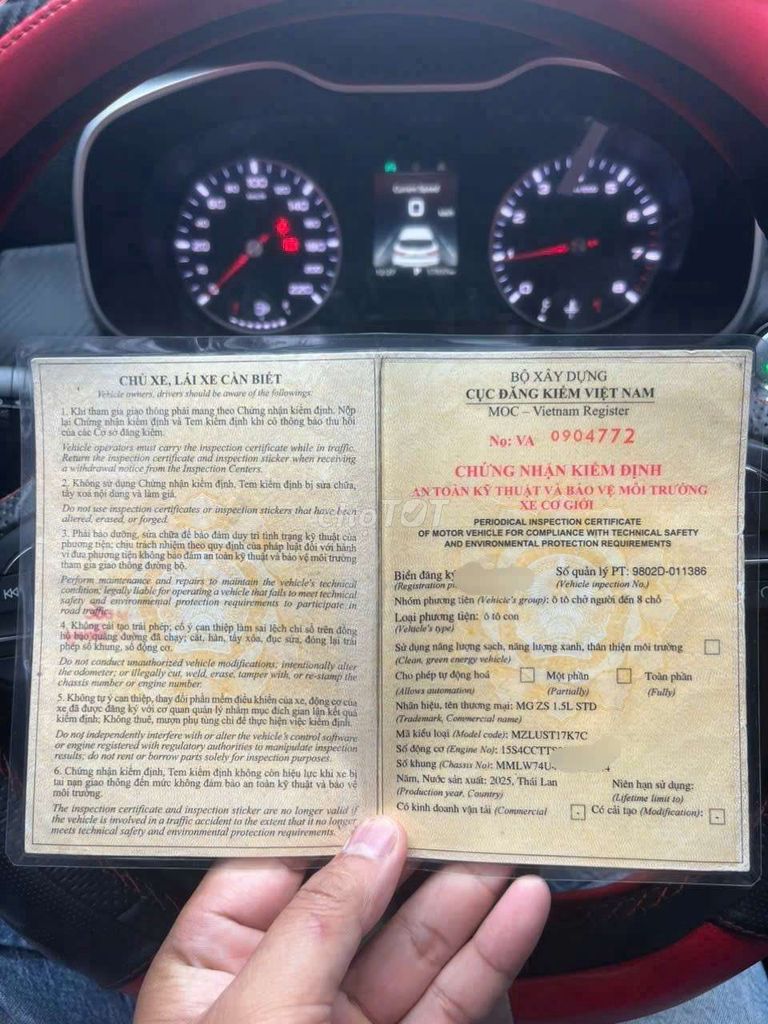 100
220
Current Speed
0
CHỦ XE, LÁI XE CẦN BIẾT
Vehicle owners, drivers should be aware of the followings:
1. Khi tham gia giao thông phải mang theo Chứng nhận kiểm định. Nộp
lại Chứng nhận kiểm định và Tem kiểm định khi có thông báo thu hồi
của các Cơ sở đăng kiểm.
Vehicle operators must carry the inspection certificate while in traffic.
Return the inspection certificate and inspection sticker when receiving
a withdrawal notice from the Inspection Centers.
2. Không sử dụng Chứng nhận kiểm định, Tem kiểm định bị sửa chữa,
tẩy xoá nội dung và làm giả.
Do not use inspection certificates or inspection stickers that have been
altered, erased, or forged.
3. Phải bảo dưỡng, sửa chữa để bảo đảm duy trì tình trạng kỹ thuật của
phương tiện; chịu trách nhiệm theo quy định của pháp luật đối với hành
vi đưa phương tiện không bảo đảm an toàn kỹ thuật và bảo vệ môi trường
tham gia giao thông đường bộ.
Perform maintenance and repairs to maintain the vehicle's technical
condition; legally liable for operating a vehicle that fails to meet technical
safety and environmental protection requirements to participate in
road traffic.
4. Không cải tạo trái phép; cố ý can thiệp làm sai lệch chỉ số trên đồng
hồ báo quãng đường đã chạy; cắt, hàn, tẩy xóa, đục sửa, đóng lại trái
phép số khung, số động cơ.
Do not conduct unauthorized vehicle modifications; intentionally alter
the odometer; or illegally cut, weld, erase, tamper with, or re-stamp the
chassis number or engine number.
5. Không tự ý can thiệp, thay đổi phần mềm điều khiển của xe, động cơ của
xe đã được đăng ký với cơ quan quản lý nhằm mục đích gian lận kết quả
kiểm định; Không thuê, mượn phụ tùng chỉ để thực hiện việc kiểm định.
Do not independently interfere with or alter the vehicle's control software
or engine registered with regulatory authorities to manipulate inspection
results; do not rent or borrow parts solely for inspection purposes.
6. Chứng nhận kiểm định, Tem kiểm định không còn hiệu lực khi xe bị
tai nạn giao thông đến mức không đảm bảo an toàn kỹ thuật và bảo vệ
môi trường.
The inspection certificate and inspection sticker are no longer valid if
the vehicle is involved in a traffic accident to the extent that it no longer
meets technical safety and environmental protection requirements.
BỘ XÂY DỰNG
CỤC ĐĂNG KIỂM VIỆT NAM
MOC – Vietnam Register
No: VA 0904772
CHỨNG NHẬN KIỂM ĐỊNH
AN TOÀN KỸ THUẬT VÀ BẢO VỆ MÔI TRƯỜNG
XE CƠ GIỚI
PERIODICAL INSPECTION CERTIFICATE
OF MOTOR VEHICLE FOR COMPLIANCE WITH TECHNICAL SAFETY
AND ENVIRONMENTAL PROTECTION REQUIREMENTS
Biển đăng ký Số quản lý PT: 9802D-011386
(Registration (Vehicle inspection No.)
Nhóm phương tiện (Vehicle's group): ô tô chở người đến 8 chỗ
Loại phương tiện: ô tô con
(Vehicle's type)
Sử dụng năng lượng sạch, năng lượng xanh, thân thiện môi trường
(Clean, green energy vehicle)
Cho phép tự động hoá Một phần Toàn phần
(Allows automation) (Partially) (Fully)
Nhãn hiệu, tên thương mại: MG ZS 1.5L STD
(Trademark, Commercial name)
Mã kiểu loại (Model code): MZLUST17K7C
Số động cơ (Engine No): 15S4CCTT
Số khung (Chassis No): MMLW74U 4
Năm, Nước sản xuất: 2025, Thái Lan Niên hạn sử dụng:
(Production year, Country) (Lifetime limit to)
Có kinh doanh vận tải (Commercial Có cải tạo (Modification):
chợTỐT